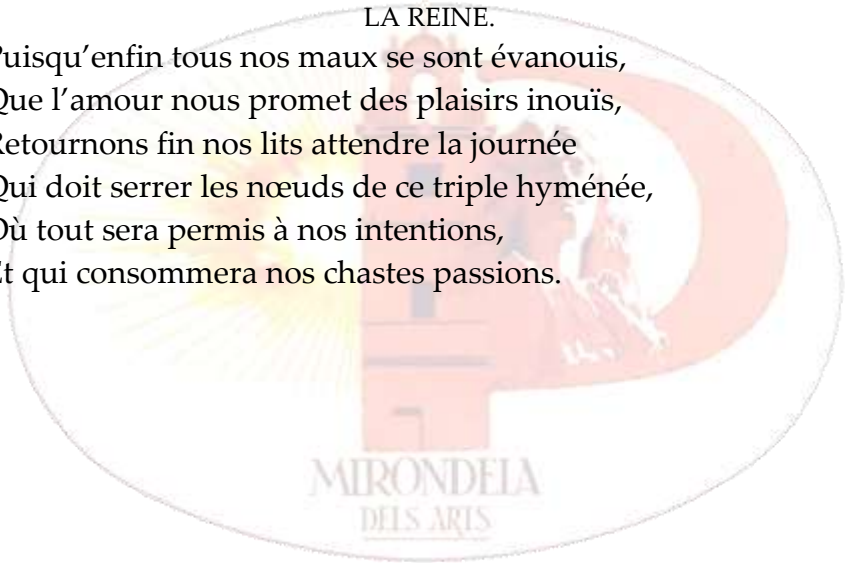 LA REINE.
Puisqu’enfin tous nos maux se sont évanouis,
Que l’amour nous promet des plaisirs inouïs,
Retournons fin nos lits attendre la journée
Qui doit serrer les nœuds de ce triple hyménée,
Où tout sera permis à nos intentions,
Et qui consommera nos chastes passions.
MIRONDELA
DELS ARTS